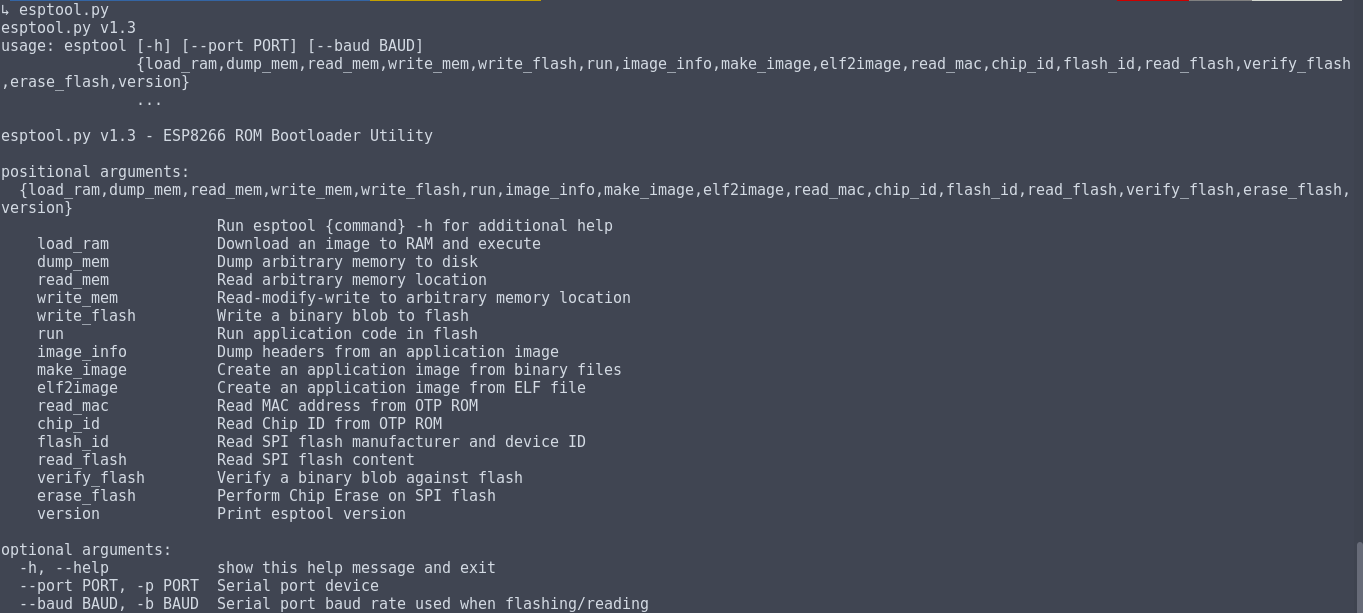 ↳ esptool.py
esptool.py v1.3
usage: esptool [-h] [--port PORT] [--baud BAUD]
               {load_ram,dump_mem,read_mem,write_mem,write_flash,run,image_info,make_image,elf2image,read_mac,chip_id,flash_id,read_flash,verify_flash
,erase_flash,version}
               ...

esptool.py v1.3 - ESP8266 ROM Bootloader Utility

positional arguments:
  {load_ram,dump_mem,read_mem,write_mem,write_flash,run,image_info,make_image,elf2image,read_mac,chip_id,flash_id,read_flash,verify_flash,erase_flash,
version}
                        Run esptool {command} -h for additional help
    load_ram            Download an image to RAM and execute
    dump_mem            Dump arbitrary memory to disk
    read_mem            Read arbitrary memory location
    write_mem           Read-modify-write to arbitrary memory location
    write_flash         Write a binary blob to flash
    run                 Run application code in flash
    image_info          Dump headers from an application image
    make_image          Create an application image from binary files
    elf2image           Create an application image from ELF file
    read_mac            Read MAC address from OTP ROM
    chip_id             Read Chip ID from OTP ROM
    flash_id            Read SPI flash manufacturer and device ID
    read_flash          Read SPI flash content
    verify_flash        Verify a binary blob against flash
    erase_flash         Perform Chip Erase on SPI flash
    version             Print esptool version

optional arguments:
  -h, --help            show this help message and exit
  --port PORT, -p PORT  Serial port device
  --baud BAUD, -b BAUD  Serial port baud rate used when flashing/reading